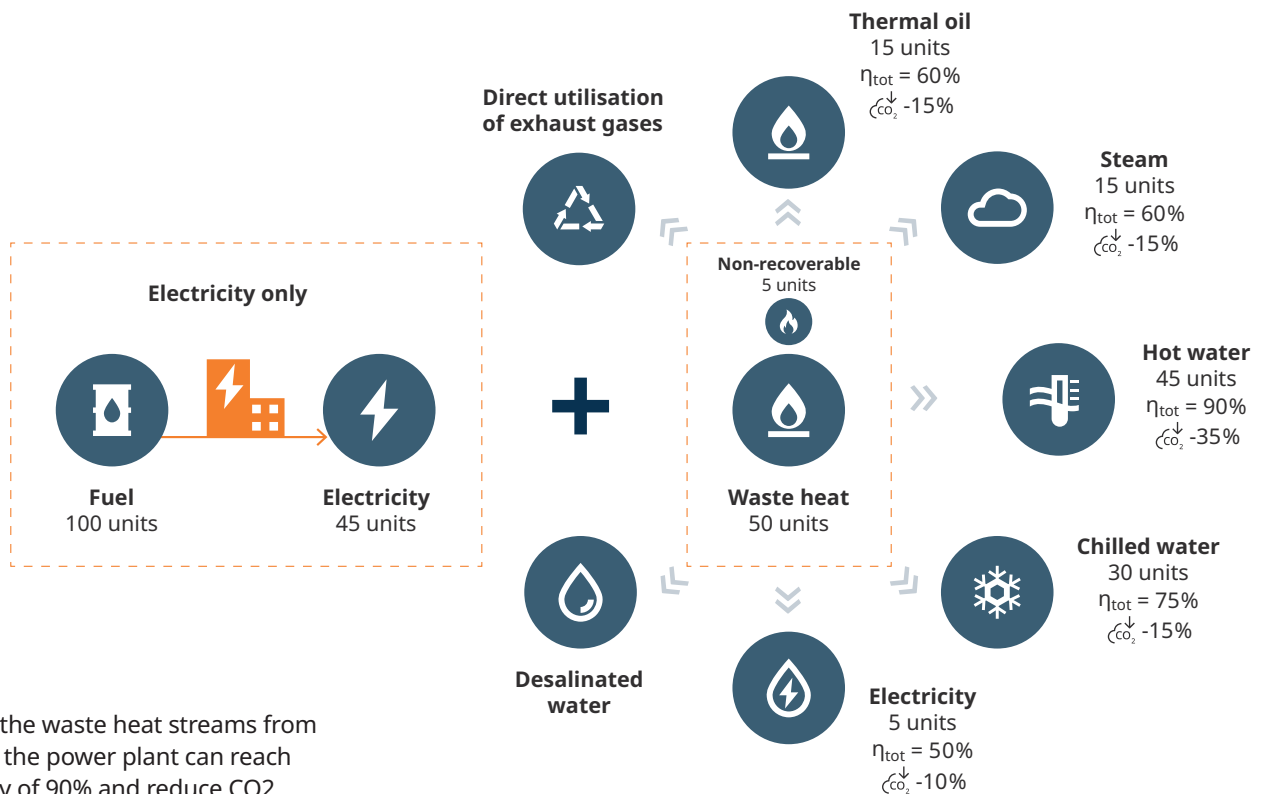 Thermal oil
15 units
ηtot = 60%
CO2 -15%
Direct utilisation
of exhaust gases
Steam
15 units
ηtot = 60%
CO2 -15%
Electricity only
Fuel
100 units
Electricity
45 units
Non-recoverable
5 units
Waste heat
50 units
Hot water
45 units
ηtot = 90%
CO2 -35%
Chilled water
30 units
ηtot = 75%
CO2 -15%
Desalinated
water
Electricity
5 units
ηtot = 50%
CO2 -10%
the waste heat streams from
the power plant can reach
y of 90% and reduce CO2